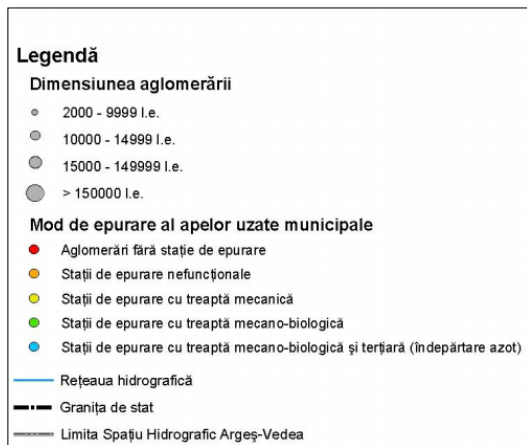 Legendă
Dimensiunea aglomerării
2000 - 9999 l.e.
10000 - 14999 l.e.
15000 - 149999 l.e.
> 150000 l.e.
Mod de epurare al apelor uzate municipale
Aglomerări fără stație de epurare
Stații de epurare nefuncționale
Stații de epurare cu treaptă mecanică
Stații de epurare cu treaptă mecano-biologică
Stații de epurare cu treaptă mecano-biologică și terțiară (îndepărtare azot)
Rețeaua hidrografică
Granița de stat
Limita Spațiu Hidrografic Argeș-Vedea